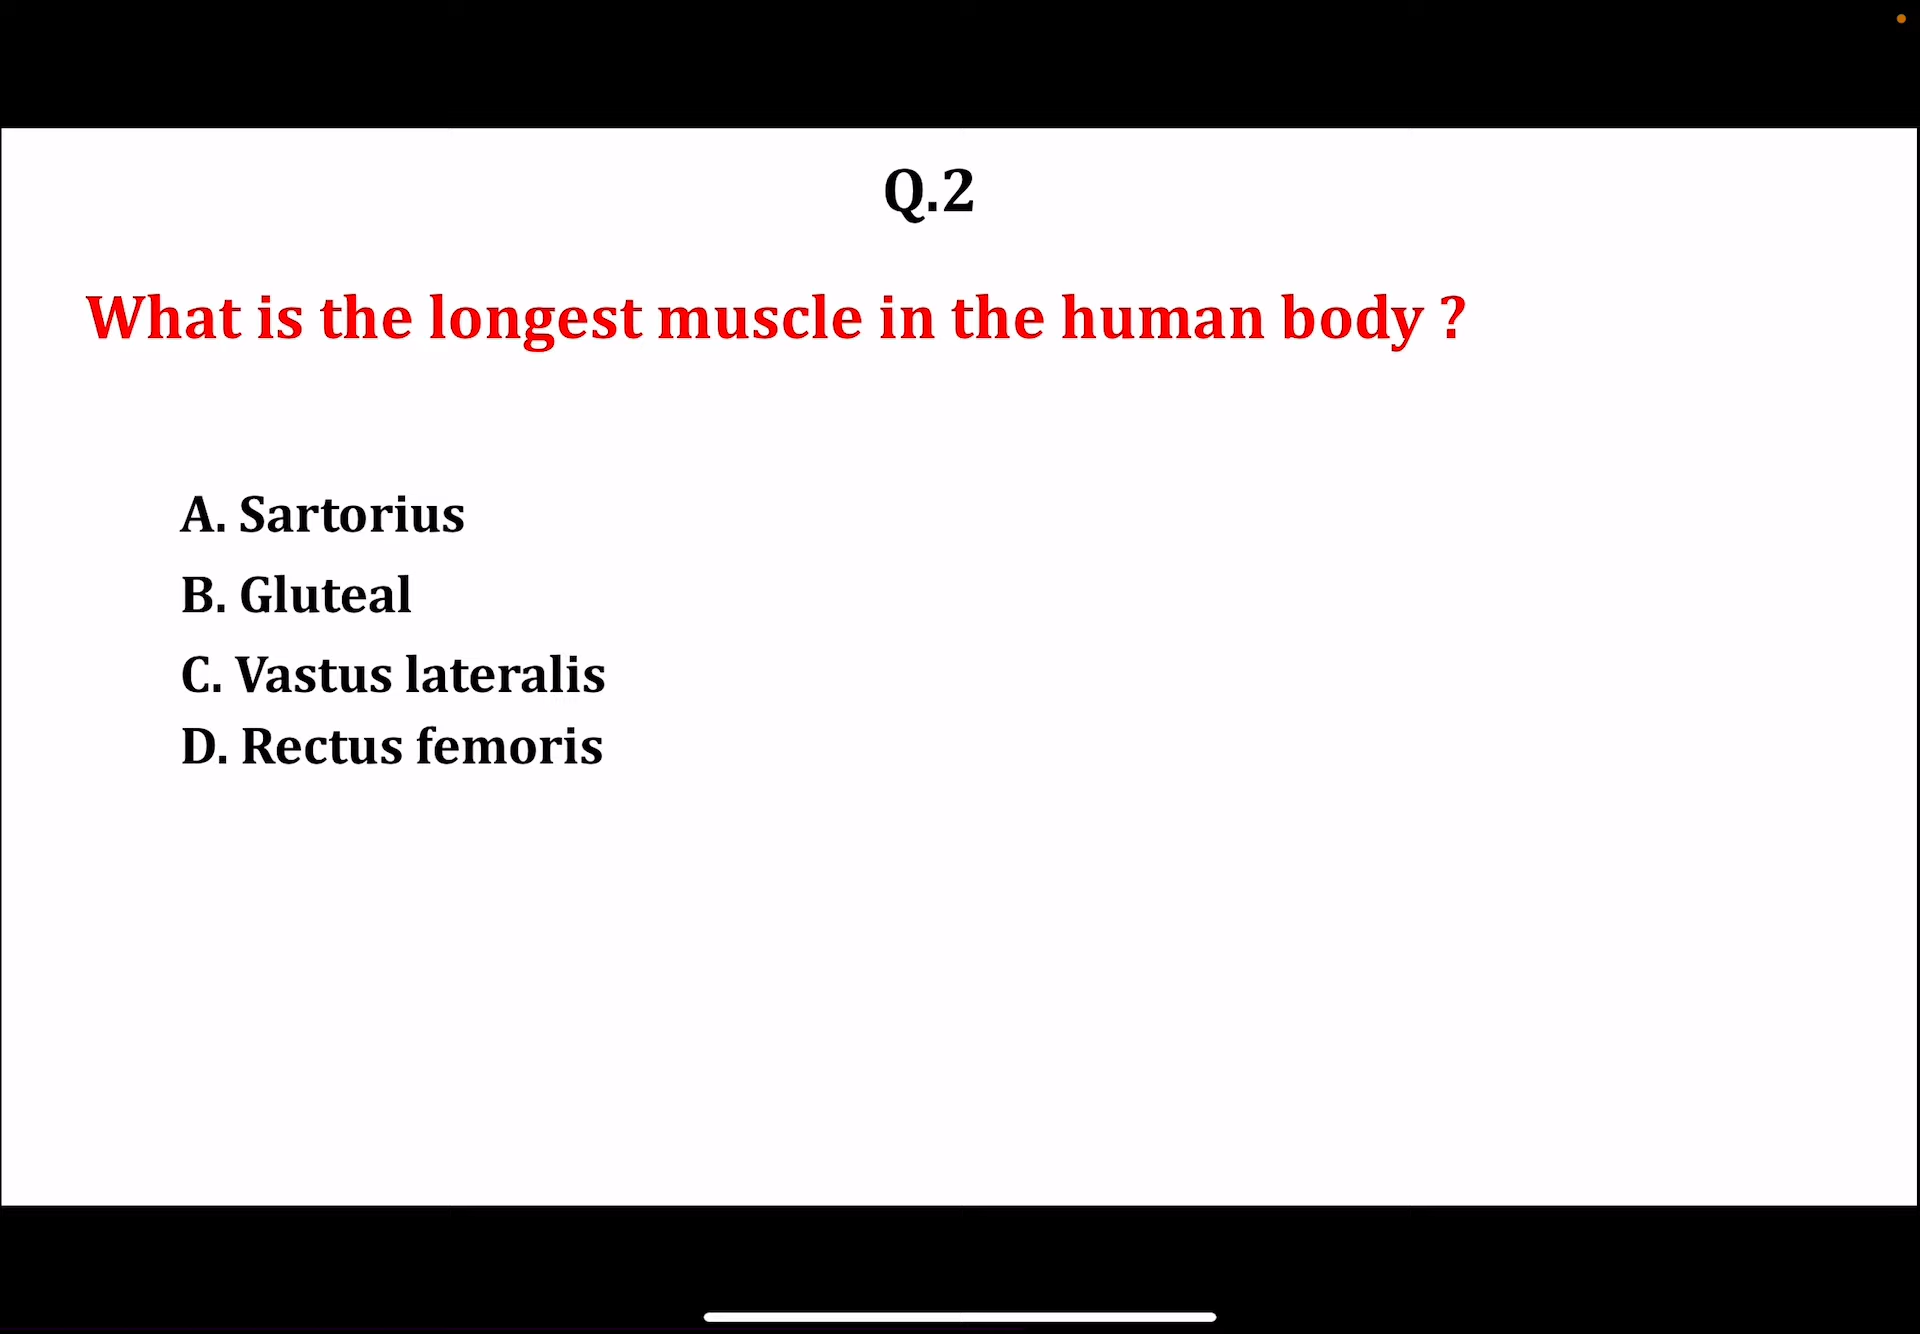 Q.2
What is the longest muscle in the human body ?
A. Sartorius
B. Gluteal
C. Vastus lateralis
D. Rectus femoris